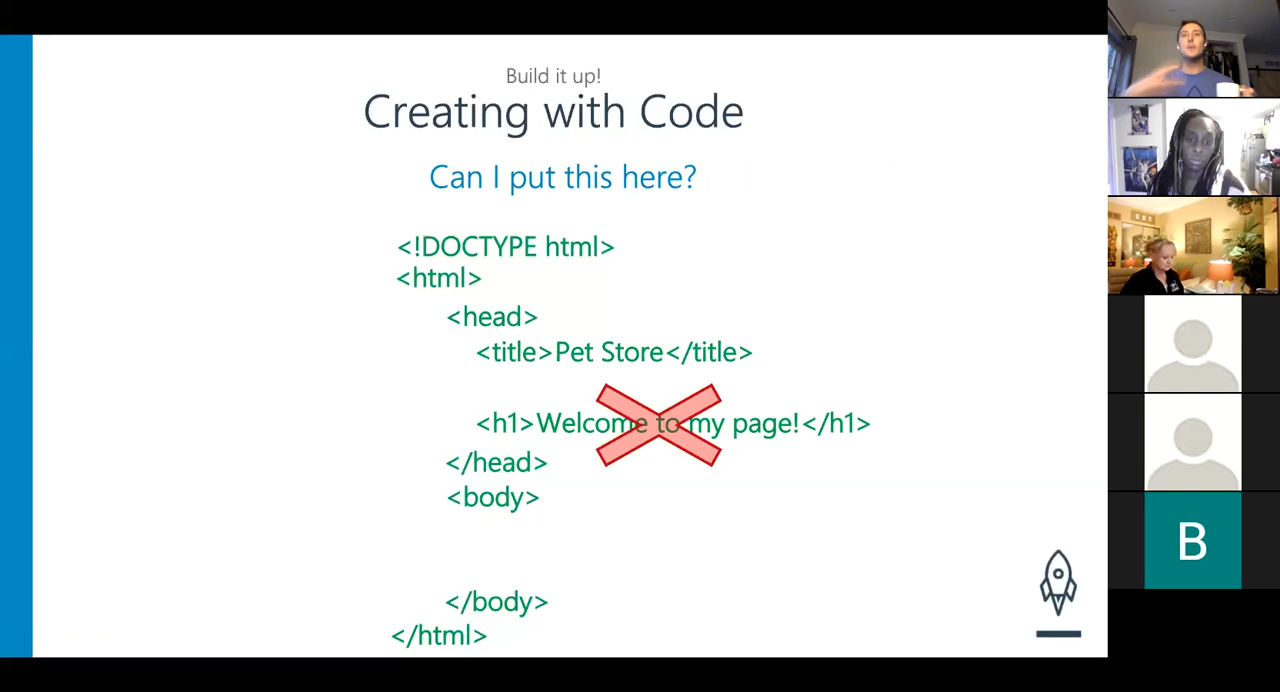 Build it up!
Creating with Code
Can I put this here?
<!DOCTYPE html>
<html>
<head>
<title>Pet Store</title>
<h1>Welcome to my page!</h1>
</head>
<body>
</body>
</html>
B